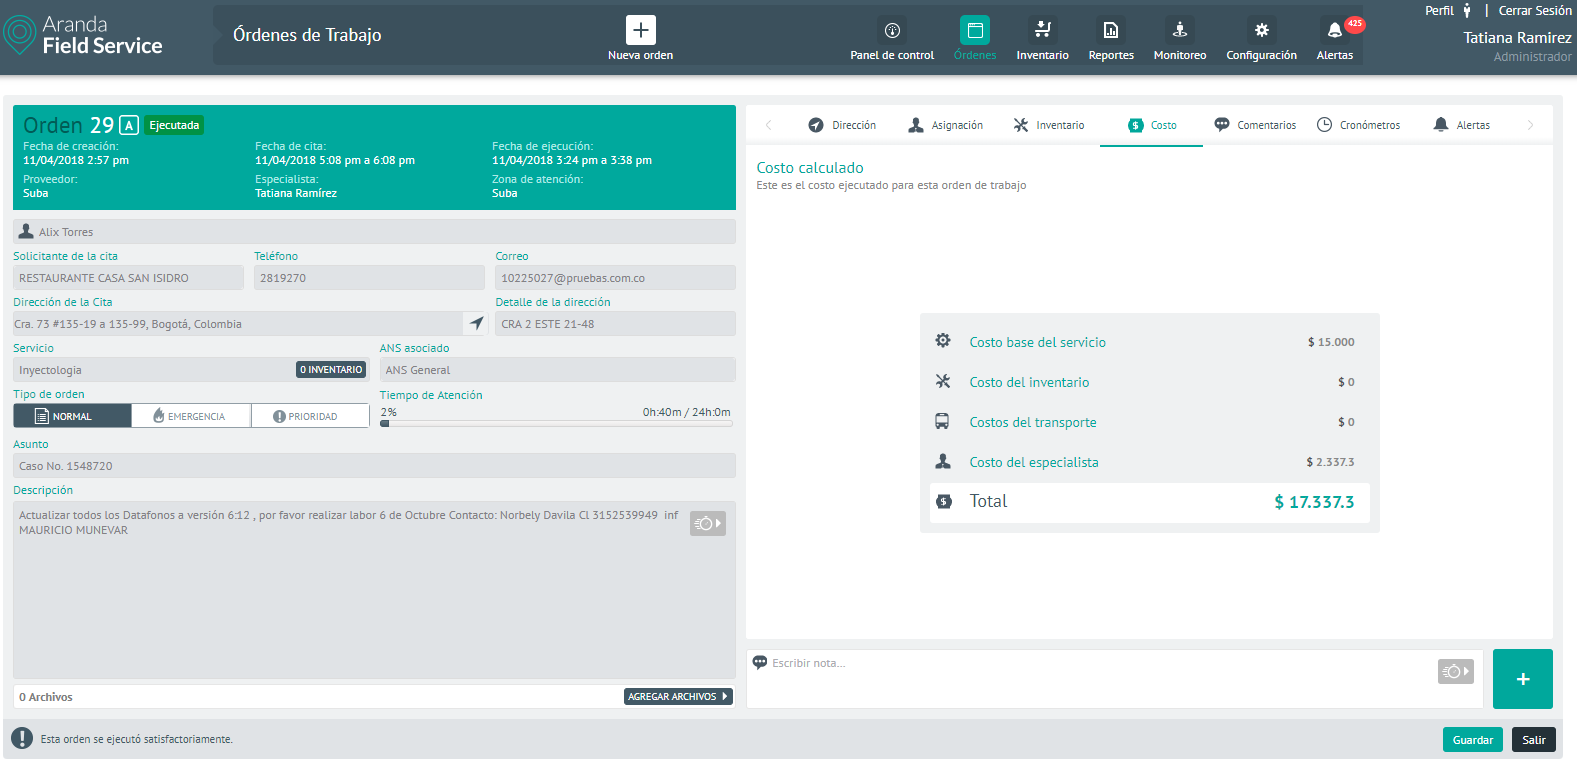 Aranda
Field Service
Órdenes de Trabajo
Nueva orden
Panel de control
Órdenes
Inventario
Reportes
Monitoreo
Configuración
Alertas
425
Perfil | Cerrar Sesión
Tatiana Ramirez
Administrador
Orden 29 A Ejecutada
Fecha de creación: Fecha de cita: Fecha de ejecución:
11/04/2018 2:57 pm 11/04/2018 5:08 pm a 6:08 pm 11/04/2018 3:24 pm a 3:38 pm
Proveedor: Especialista: Zona de atención:
Suba Tatiana Ramírez Suba
Alix Torres
Solicitante de la cita Teléfono Correo
RESTAURANTE CASA SAN ISIDRO 2819270 10225027@pruebas.com.co
Dirección de la Cita Detalle de la dirección
Cra. 73 #135-19 a 135-99, Bogotá, Colombia CRA 2 ESTE 21-48
Servicio ANS asociado
Inyectologia 0 INVENTARIO ANS General
Tipo de orden Tiempo de Atención
NORMAL EMERGENCIA PRIORIDAD 2% 0h:40m / 24h:0m
Asunto
Caso No. 1548720
Descripción
Actualizar todos los Datafonos a versión 6:12 , por favor realizar labor 6 de Octubre Contacto: Norbely Davila Cl 3152539949 inf
MAURICIO MUNEVAR
0 Archivos AGREGAR ARCHIVOS
Dirección Asignación Inventario Costo Comentarios Cronómetros Alertas
Costo calculado
Este es el costo ejecutado para esta orden de trabajo
Costo base del servicio $ 15.000
Costo del inventario $ 0
Costos del transporte $ 0
Costo del especialista $ 2.337.3
Total $ 17.337.3
Escribir nota...
+
Esta orden se ejecutó satisfactoriamente.
Guardar Salir